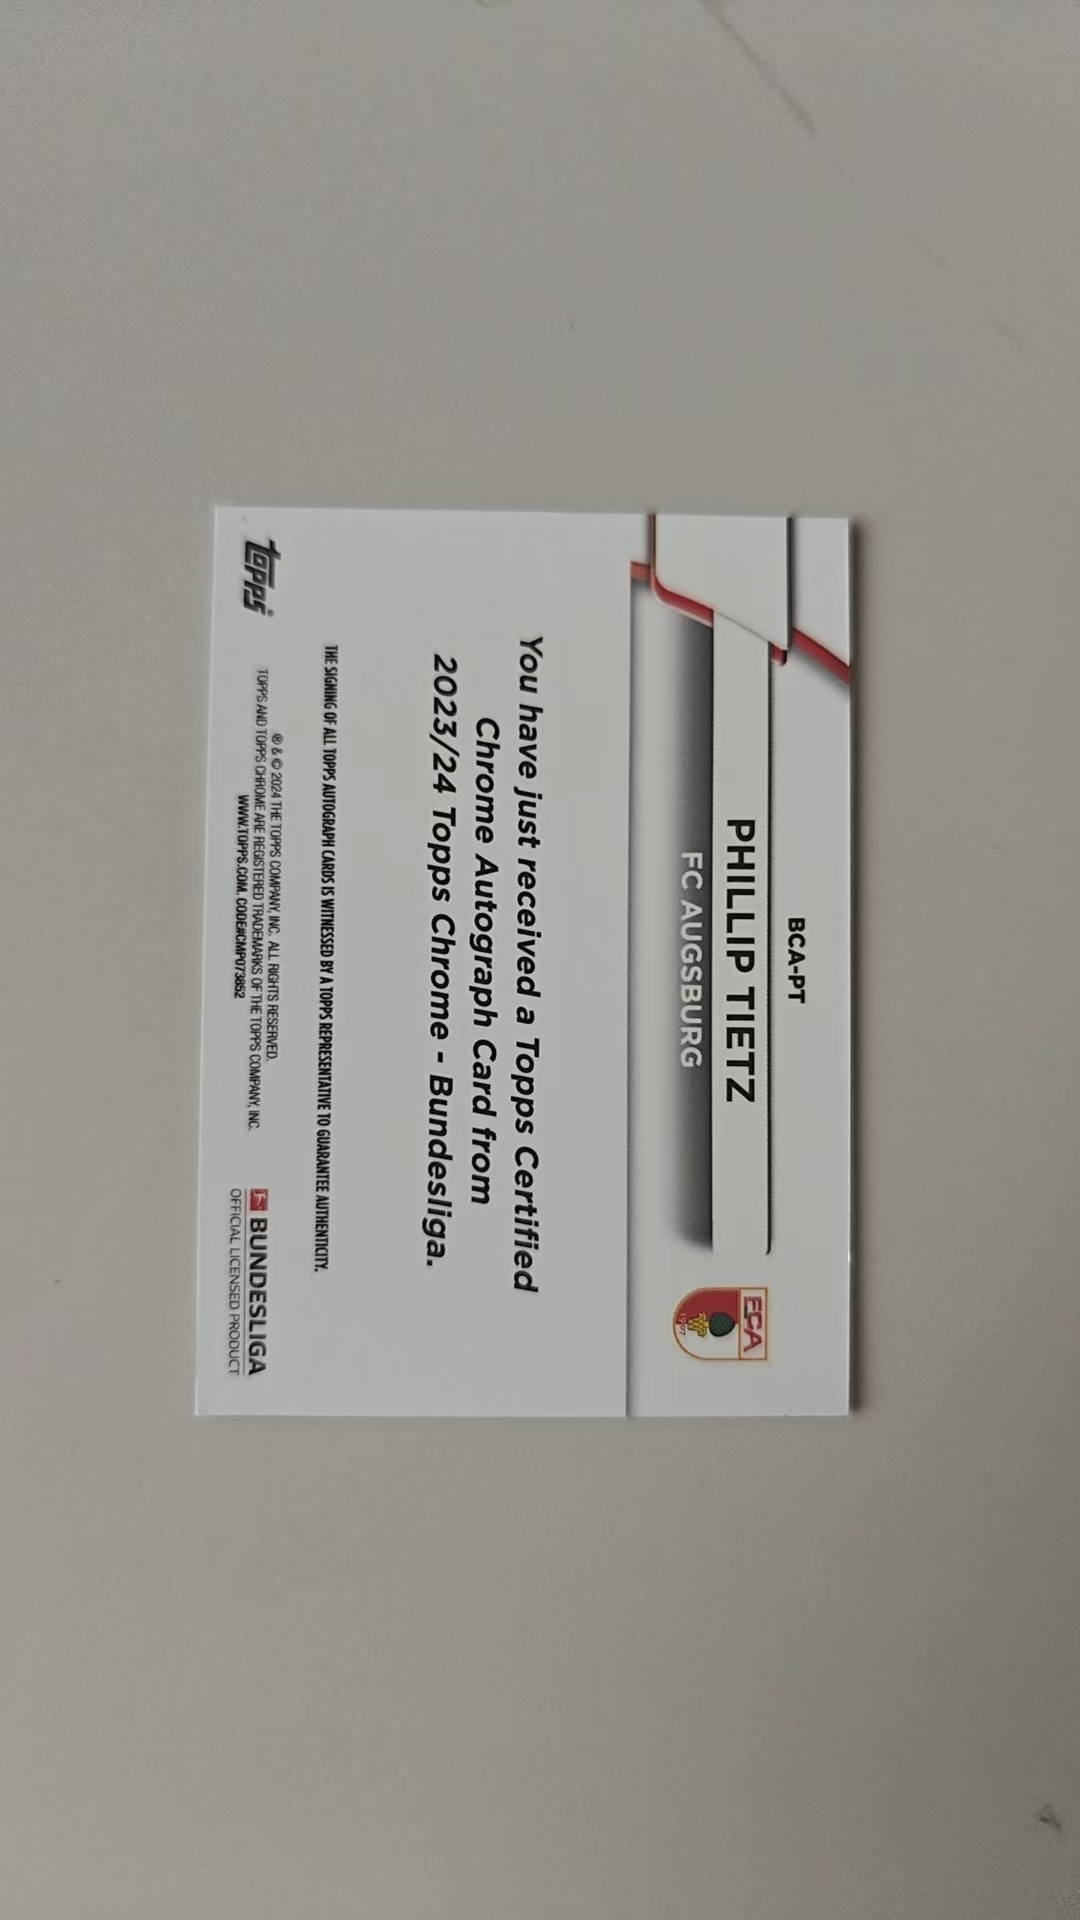 BCA-PT
PHILLIP TIETZ
FC AUGSBURG
FCA
1907
You have just received a Topps Certified
Chrome Autograph Card from
2023/24 Topps Chrome - Bundesliga.
THE SIGNING OF ALL TOPPS AUTOGRAPH CARDS IS WITNESSED BY A TOPPS REPRESENTATIVE TO GUARANTEE AUTHENTICITY.
topps
® & © 2024 THE TOPPS COMPANY, INC. ALL RIGHTS RESERVED.
TOPPS AND TOPPS CHROME ARE REGISTERED TRADEMARKS OF THE TOPPS COMPANY, INC.
WWW.TOPPS.COM. CODE#CMP073852
BUNDESLIGA
OFFICIAL LICENSED PRODUCT